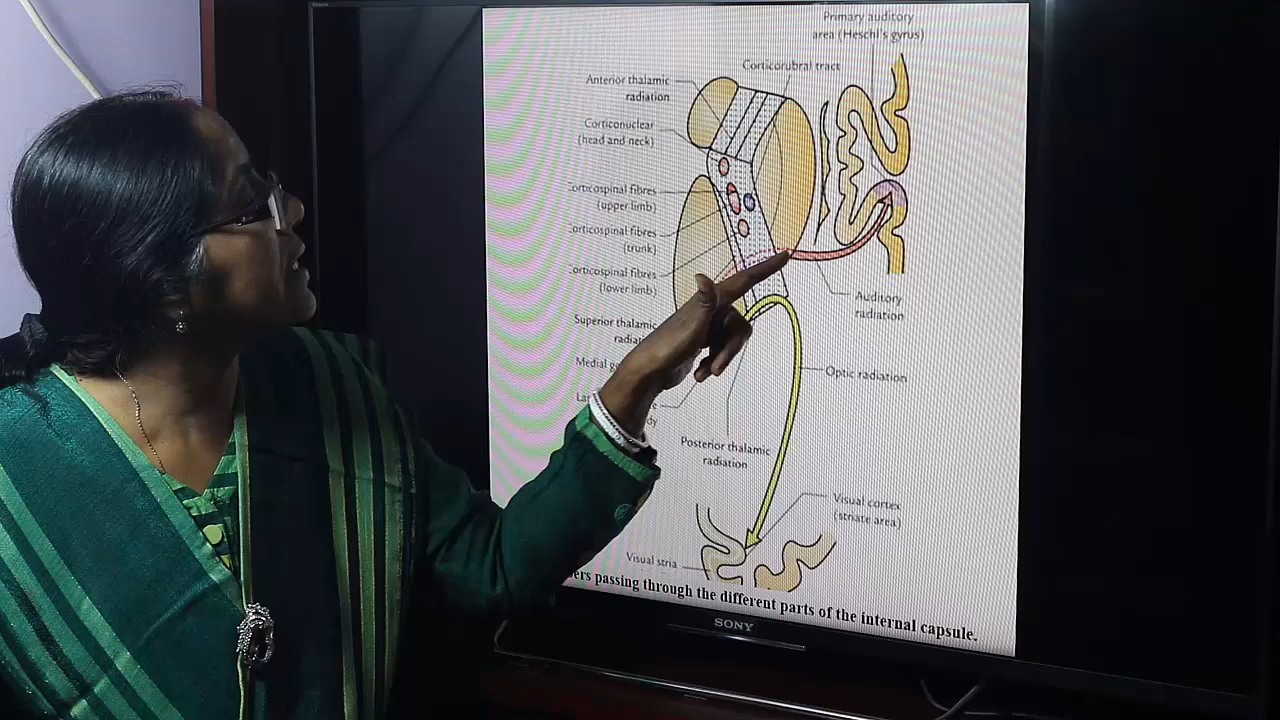 Primary auditory
area (Heschl's gyrus)
Corticorubral tract
Anterior thalamic
radiation
Corticonuclear
(head and neck)
orticospinal fibres
(upper limb)
orticospinal fibres
(trunk)
orticospinal fibres
(lower limb)
Auditory
radiation
Superior thalamic
Medial
Optic radiation
Posterior thalamic
radiation
Visual cortex
(striate area)
Visual stria
passing through the different parts of the internal capsule.
SONY